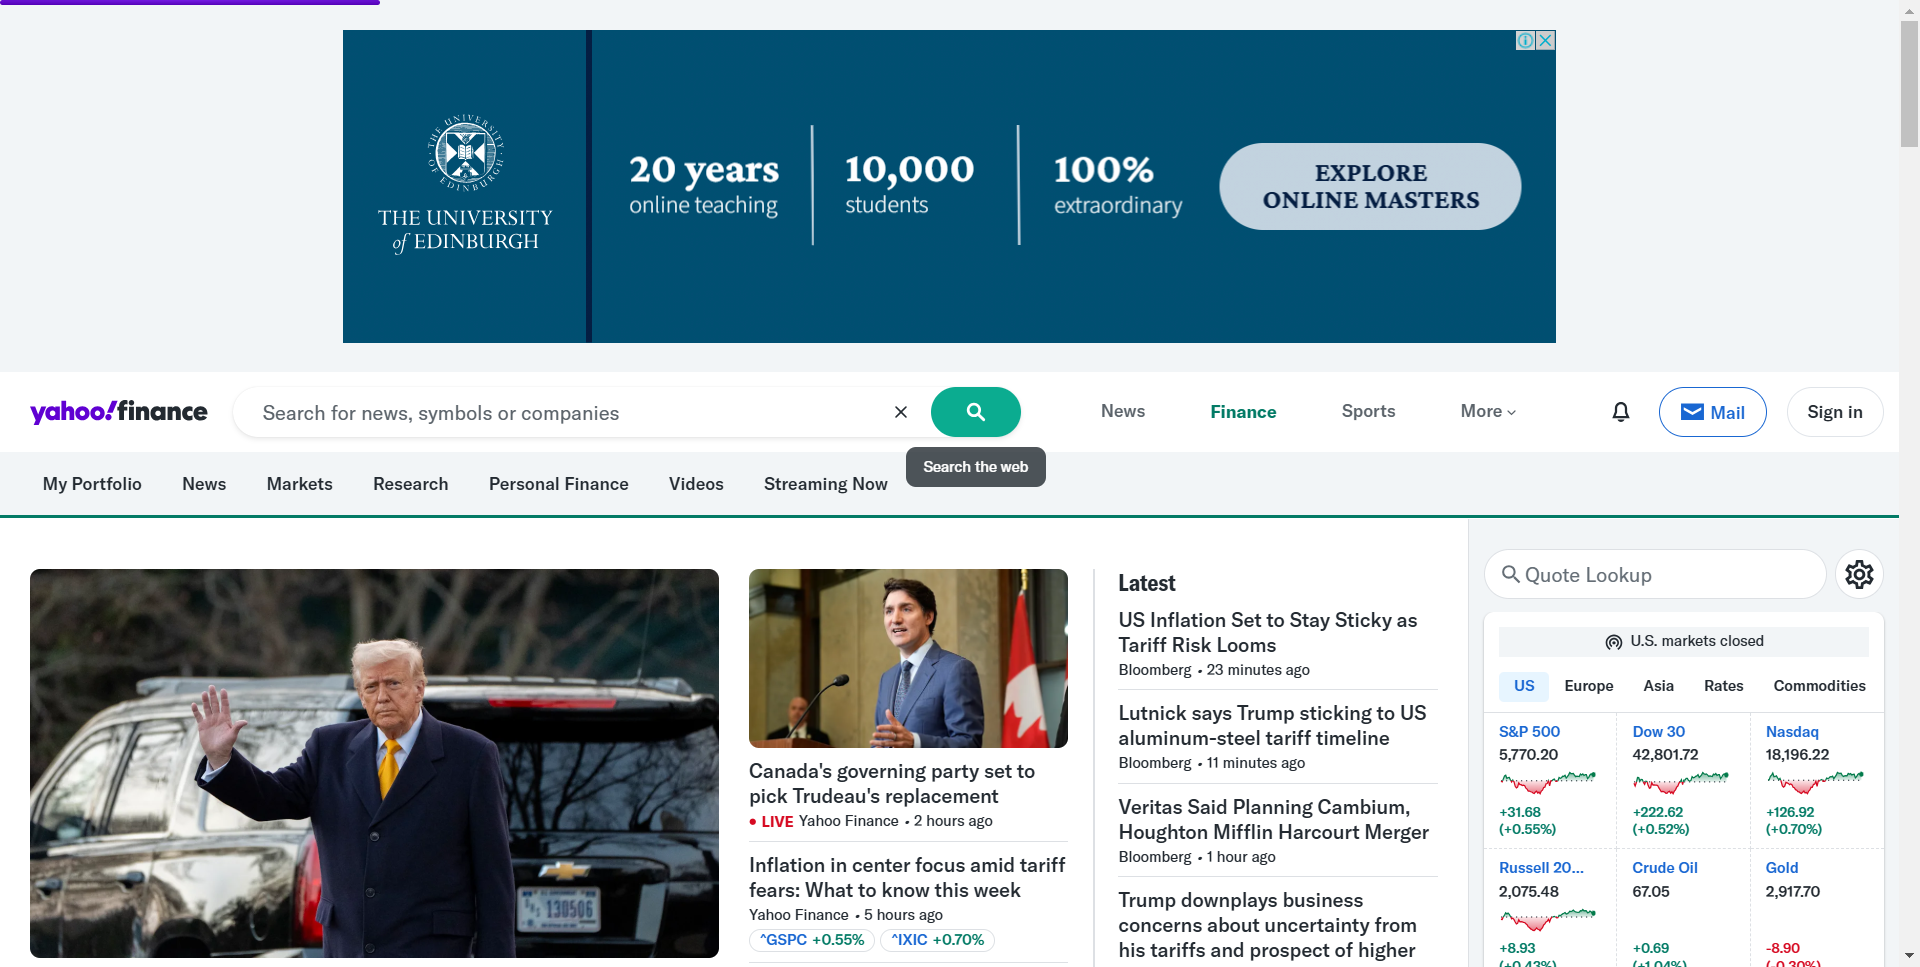 THE UNIVERSITY
of EDINBURGH
20 years
online teaching
10,000
students
100%
extraordinary
EXPLORE
ONLINE MASTERS
yahoo!finance
Search for news, symbols or companies
News
Finance
Sports
More
Mail
Sign in
Search the web
My Portfolio
News
Markets
Research
Personal Finance
Videos
Streaming Now
Canada's governing party set to
pick Trudeau's replacement
• LIVE Yahoo Finance • 2 hours ago
Inflation in center focus amid tariff
fears: What to know this week
Yahoo Finance • 5 hours ago
^GSPC +0.55%
^IXIC +0.70%
Latest
US Inflation Set to Stay Sticky as
Tariff Risk Looms
Bloomberg • 23 minutes ago
Lutnick says Trump sticking to US
aluminum-steel tariff timeline
Bloomberg • 11 minutes ago
Veritas Said Planning Cambium,
Houghton Mifflin Harcourt Merger
Bloomberg • 1 hour ago
Trump downplays business
concerns about uncertainty from
his tariffs and prospect of higher
Quote Lookup
U.S. markets closed
US
Europe
Asia
Rates
Commodities
S&P 500
5,770.20
+31.68
(+0.55%)
Dow 30
42,801.72
+222.62
(+0.52%)
Nasdaq
18,196.22
+126.92
(+0.70%)
Russell 20...
2,075.48
+8.93
(+0.43%)
Crude Oil
67.05
+0.69
(+1.04%)
Gold
2,917.70
-8.90
(-0.30%)
130506